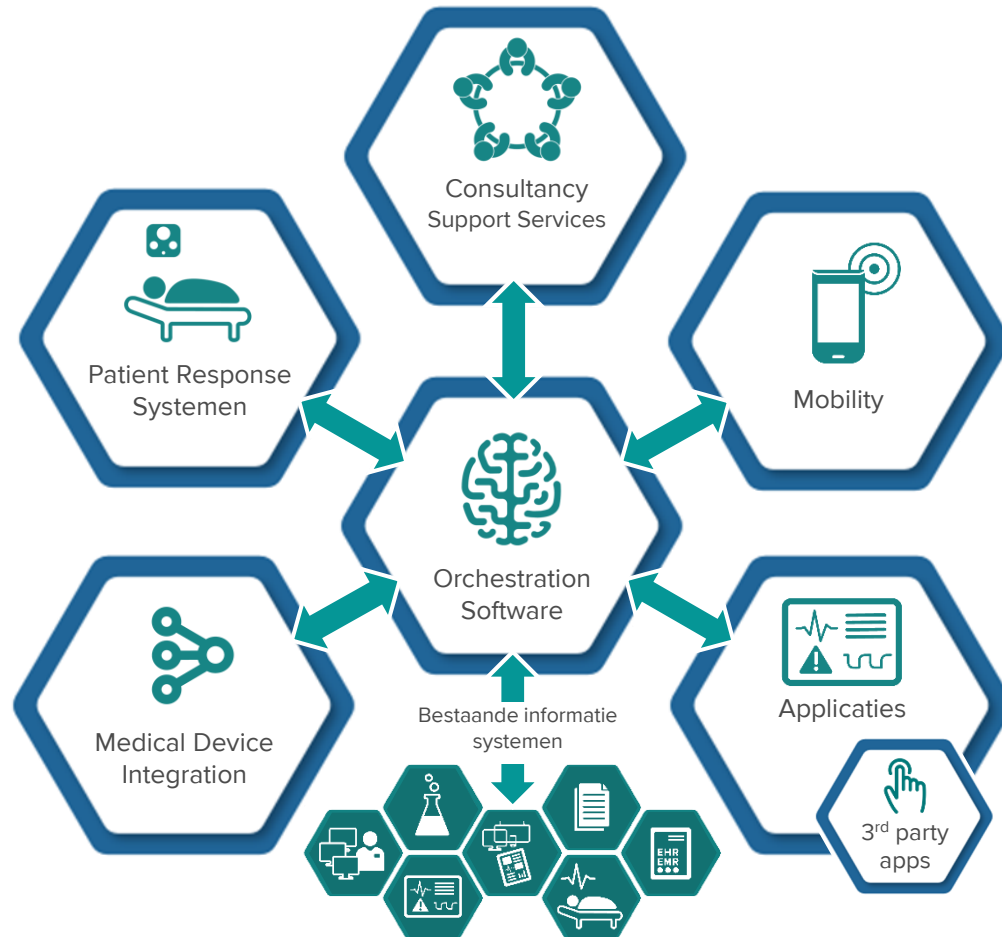 Consultancy
Support Services
Patient Response
Systemen
Mobility
Orchestration
Software
Medical Device
Integration
Applicaties
Bestaande informatie
systemen
3rd party
apps
EHR
EMR